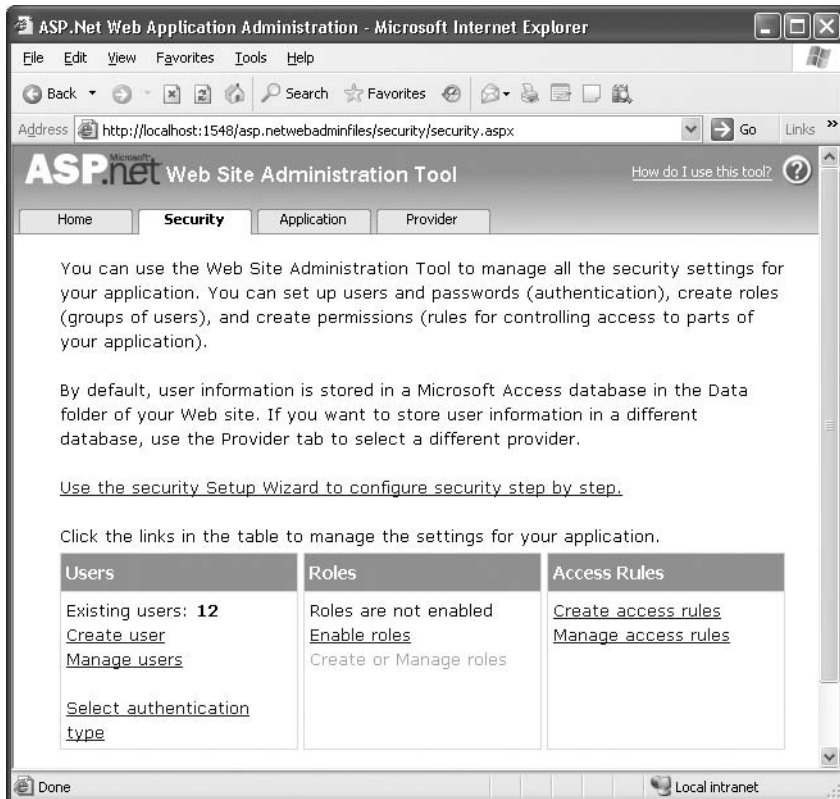 ASP.Net Web Application Administration - Microsoft Internet Explorer
File Edit View Favorites Tools Help
Back Search Favorites
Address http://localhost:1548/asp.netwebadminfiles/security/security.aspx Go Links »
Microsoft
ASP.net Web Site Administration Tool How do I use this tool? ?
Home Security Application Provider
You can use the Web Site Administration Tool to manage all the security settings for
your application. You can set up users and passwords (authentication), create roles
(groups of users), and create permissions (rules for controlling access to parts of
your application).
By default, user information is stored in a Microsoft Access database in the Data
folder of your Web site. If you want to store user information in a different
database, use the Provider tab to select a different provider.
Use the security Setup Wizard to configure security step by step.
Click the links in the table to manage the settings for your application.
Users Roles Access Rules
Existing users: 12 Roles are not enabled Create access rules
Create user Enable roles Manage access rules
Manage users Create or Manage roles
Select authentication
type
Done Local intranet